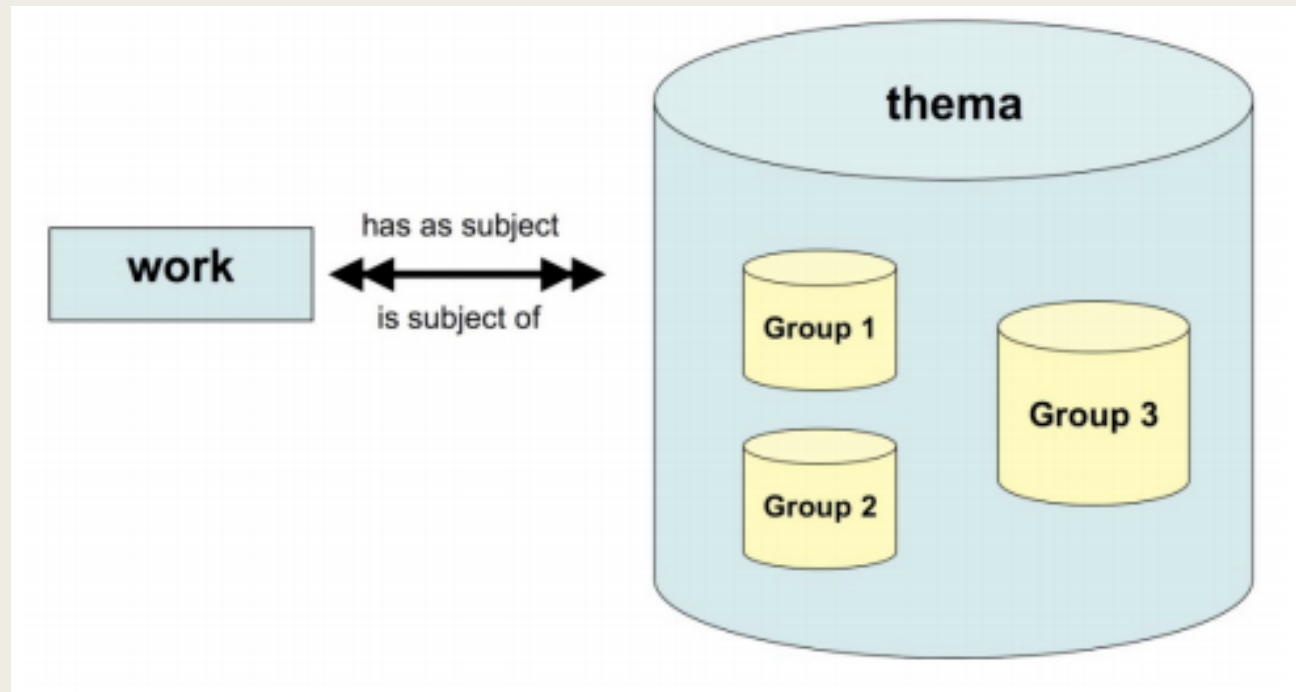 thema
has as subject
work
is subject of
Group 1
Group 3
Group 2